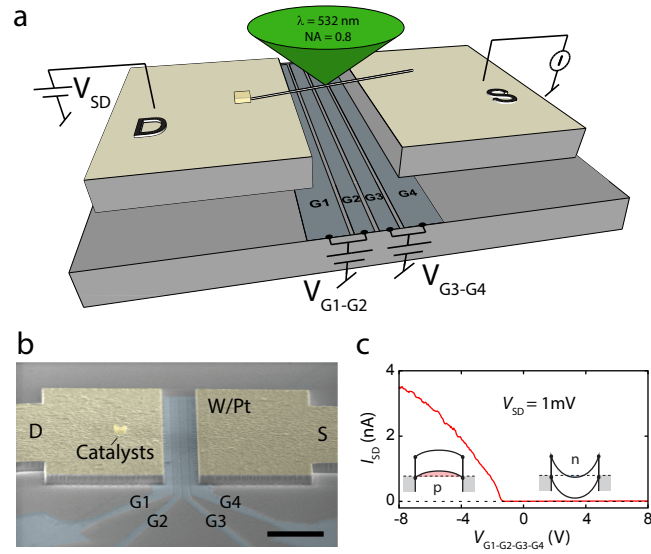 a
λ = 532 nm
NA = 0.8
V_SD
I
D
S
G1
G2
G3
G4
V_G1-G2
V_G3-G4
b
W/Pt
D
S
Catalysts
G1
G4
G2
G3
c
4
V_SD = 1mV
I_SD (nA)
2
n
p
0
-8
-4
0
4
8
V_G1-G2-G3-G4 (V)